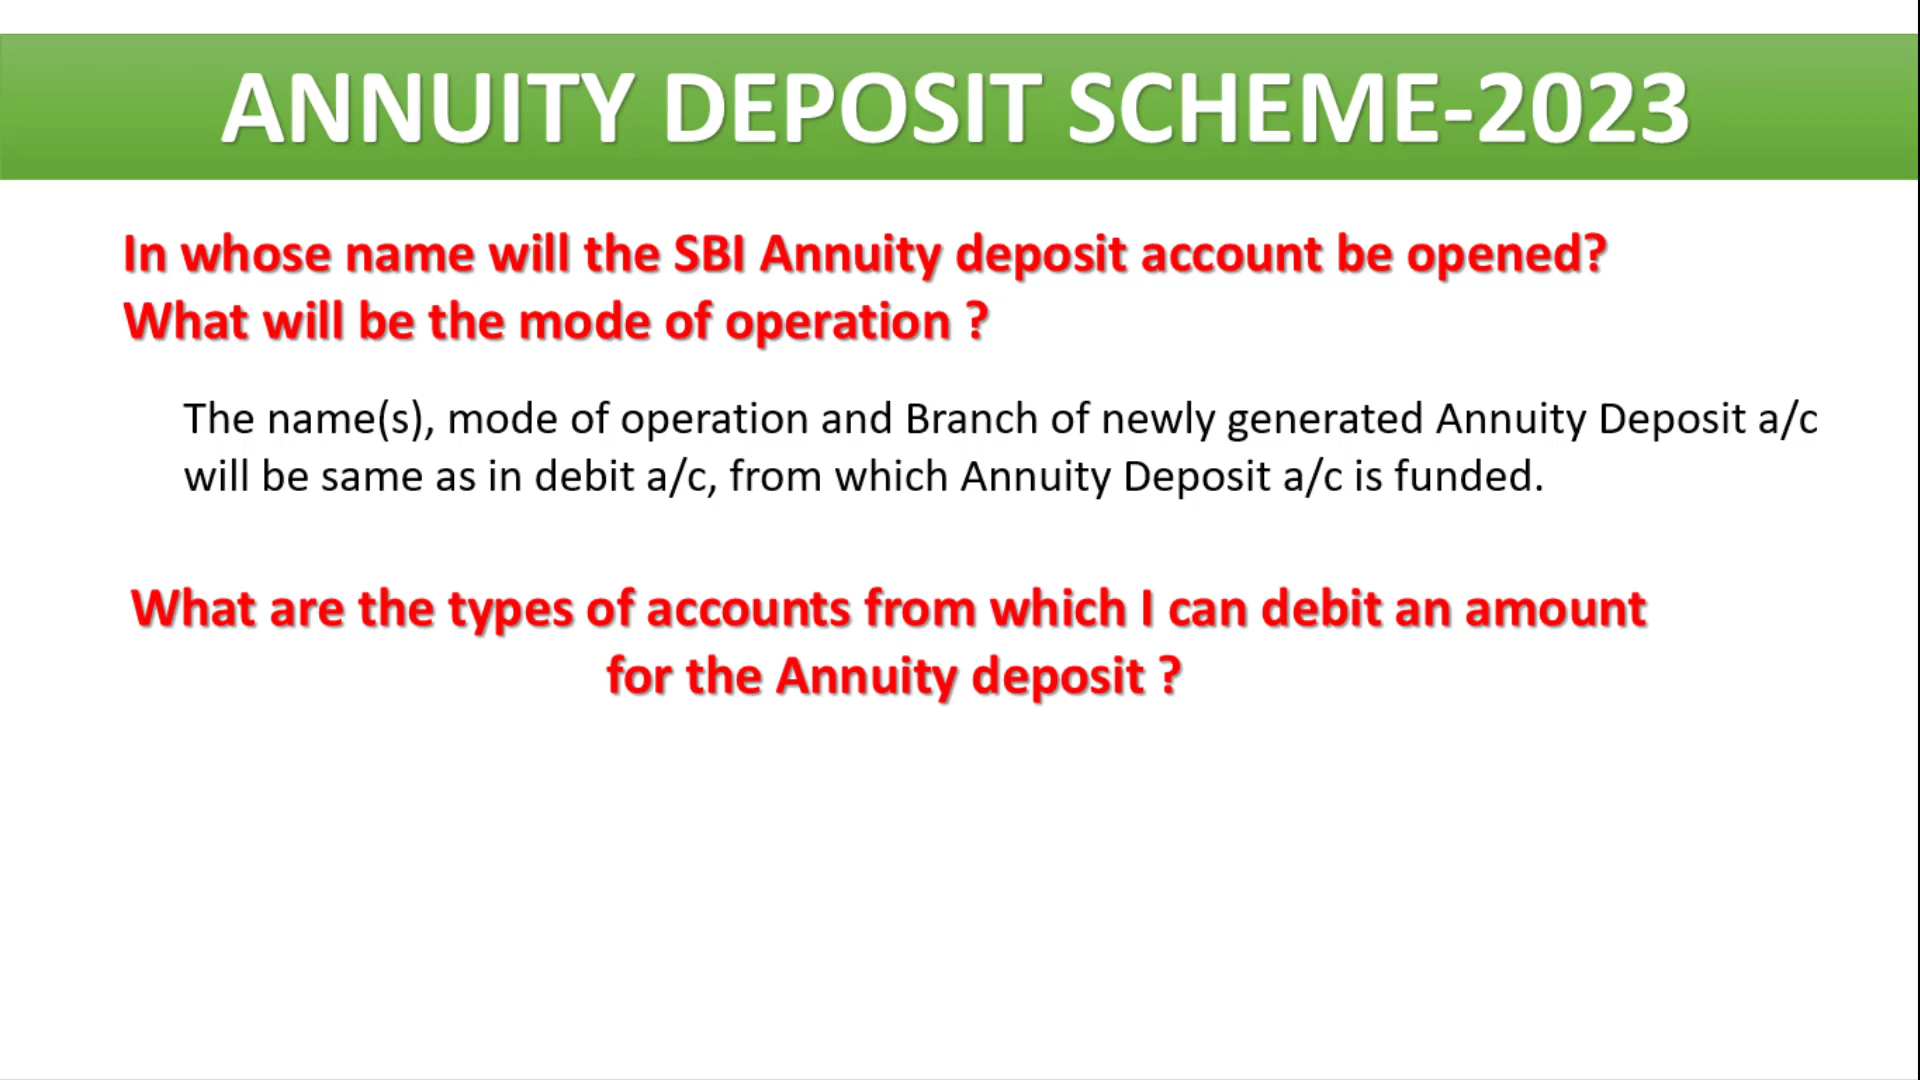 ANNUITY DEPOSIT SCHEME-2023
In whose name will the SBI Annuity deposit account be opened?
What will be the mode of operation ?
The name(s), mode of operation and Branch of newly generated Annuity Deposit a/c
will be same as in debit a/c, from which Annuity Deposit a/c is funded.
What are the types of accounts from which I can debit an amount
for the Annuity deposit ?